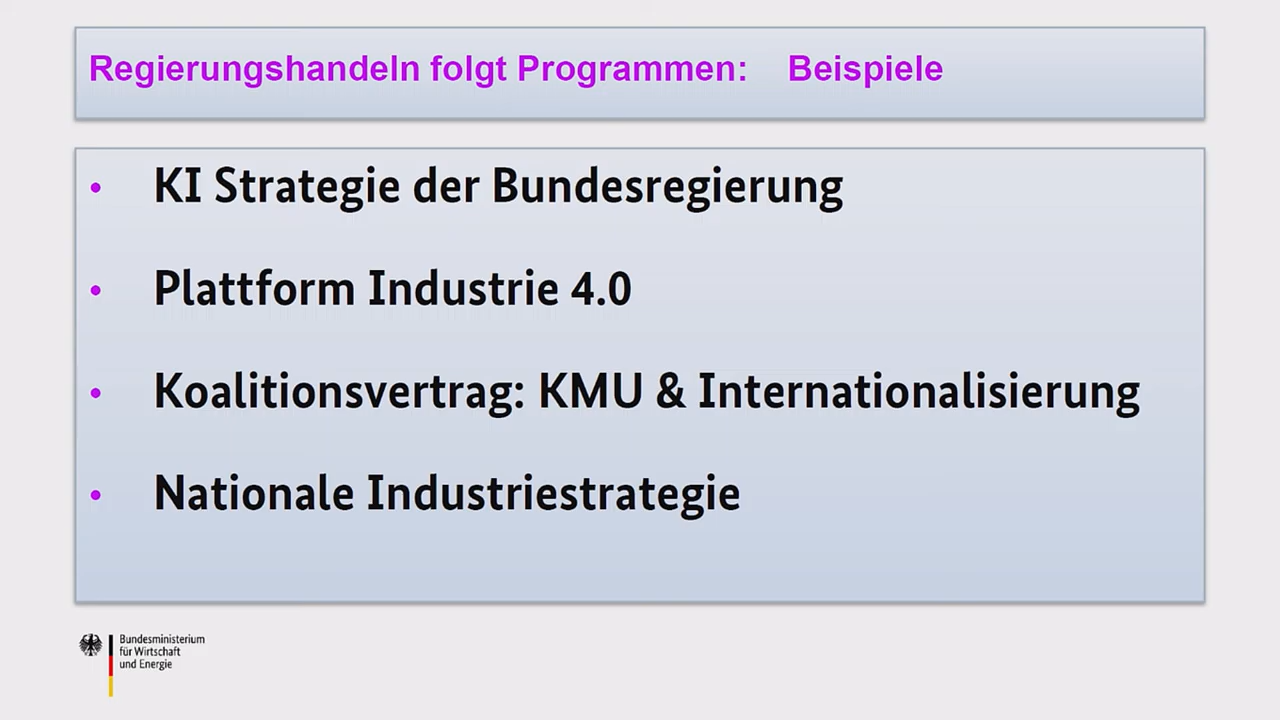 Regierungshandeln folgt Programmen: Beispiele
• KI Strategie der Bundesregierung
• Plattform Industrie 4.0
• Koalitionsvertrag: KMU & Internationalisierung
• Nationale Industriestrategie
Bundesministerium
für Wirtschaft
und Energie